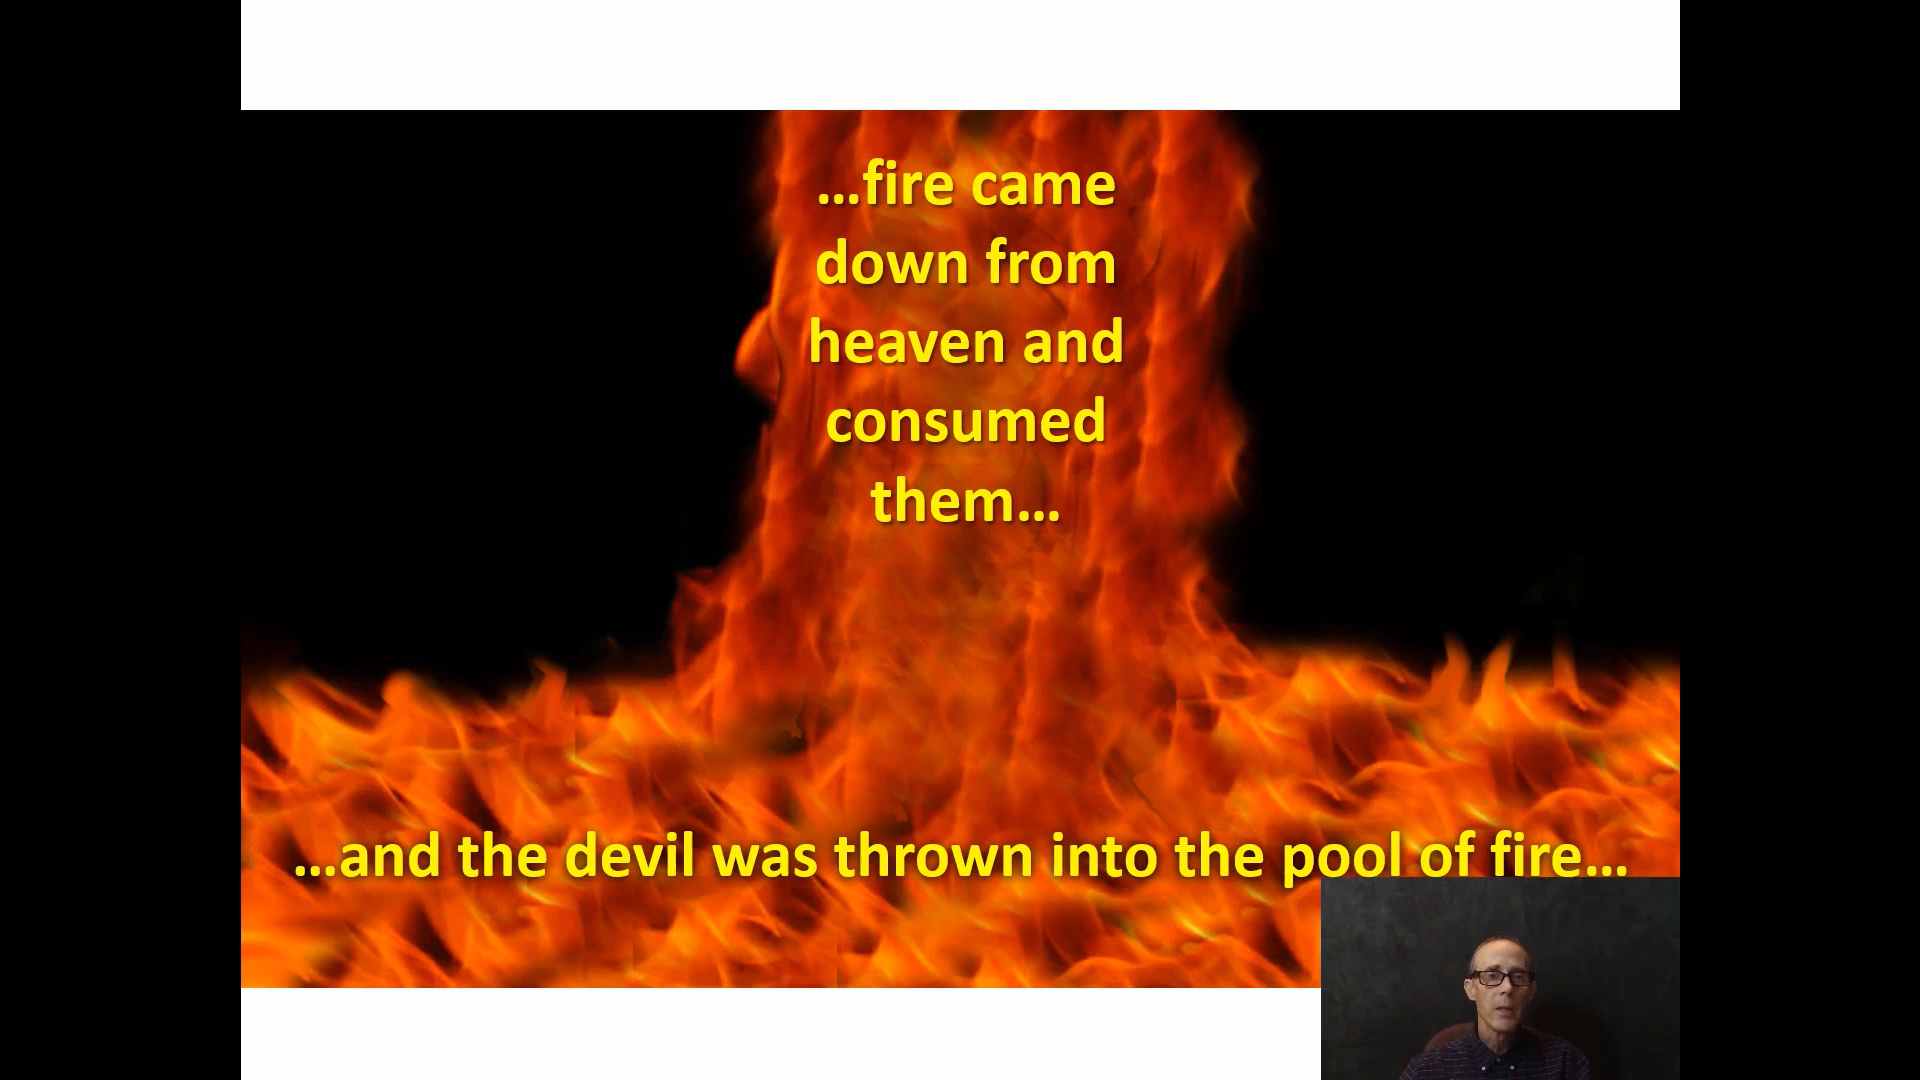 …fire came
down from
heaven and
consumed
them…
…and the devil was thrown into the pool of fire…